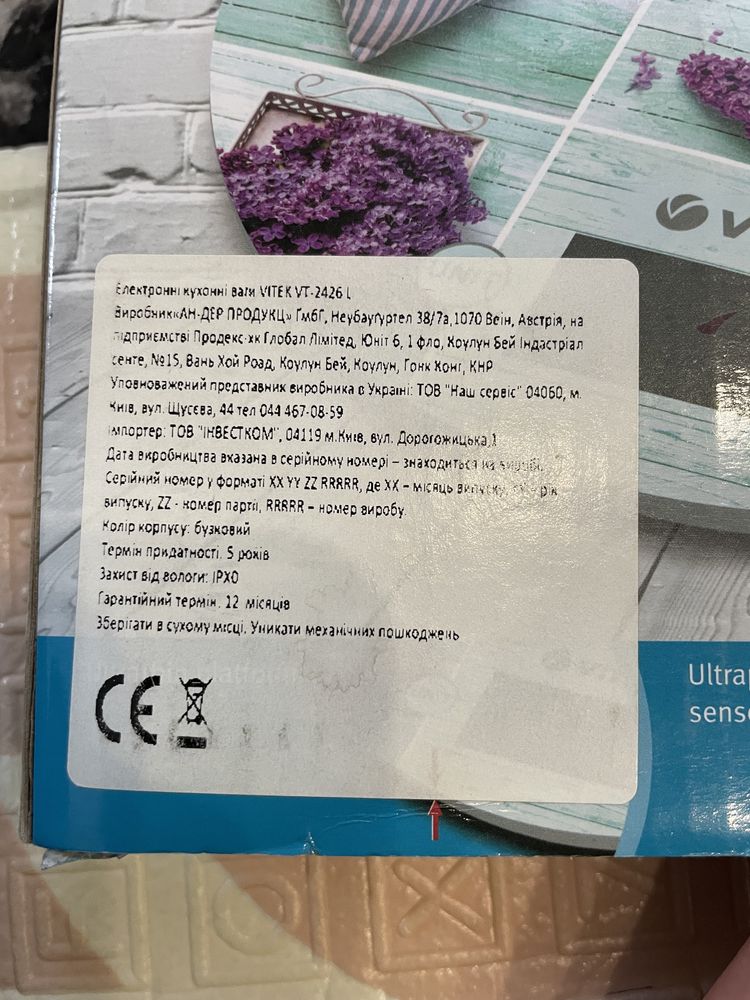 Електронні кухонні ваги VITEK VT-2426 L
Виробник«АН-ДЕР ПРОДУКЦ» ГмбГ, Неубауґуртел 38/7а,1070 Веін, Австрія, на
підприємстві Продекс-хк Глобал Лімітед, Юніт 6, 1 фло, Коулун Бей Індастріал
сенте, №15, Вань Хой Роад, Коулун Бей, Коулун, Гонк Конг, КНР
Уповноважений представник виробника в Україні: ТОВ "Наш сервіс" 04060, м.
Київ, вул. Щусєва, 44 тел 044 467-08-59
Імпортер: ТОВ "ІНВЕСТКОМ", 04119 м.Київ, вул. Дорогожицька,1
Дата виробництва вказана в серійному номері – знаходиться на
Серійний номер у форматі XX YY ZZ RRRRR, де XX – місяць випуску, рік
випуску, ZZ - номер партії, RRRRR – номер виробу.
Колір корпусу: бузковий
Термін придатності: 5 років
Захист від вологи: IPX0
Гарантійний термін: 12 місяців
Зберігати в сухому місці. Уникати механічних пошкоджень
CE